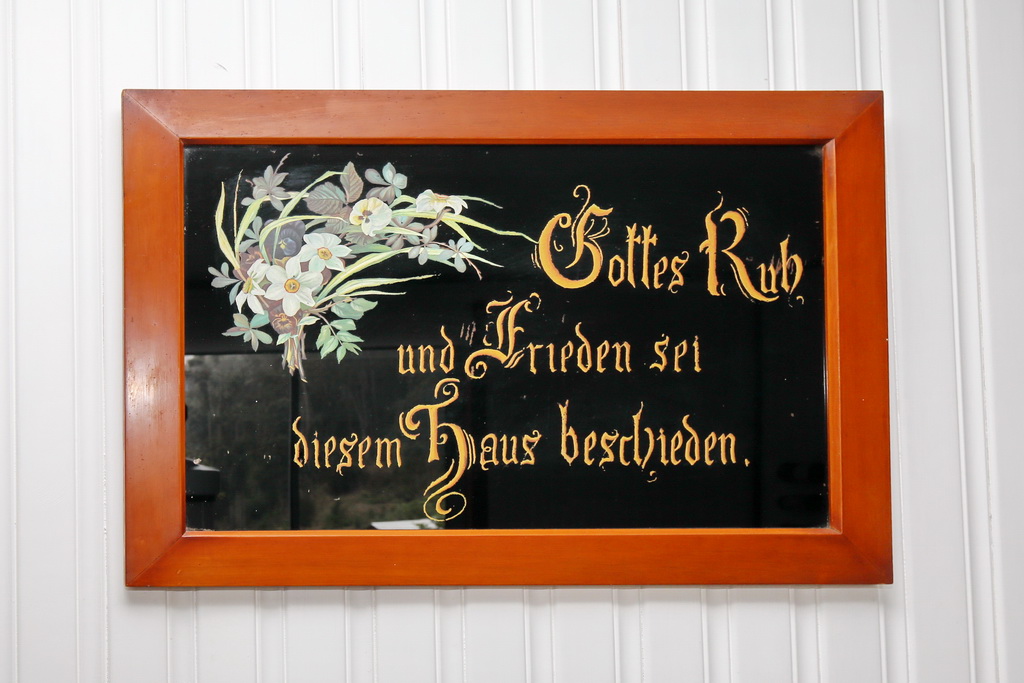 Gottes Ruh
und Frieden sei
diesem Haus beschieden.